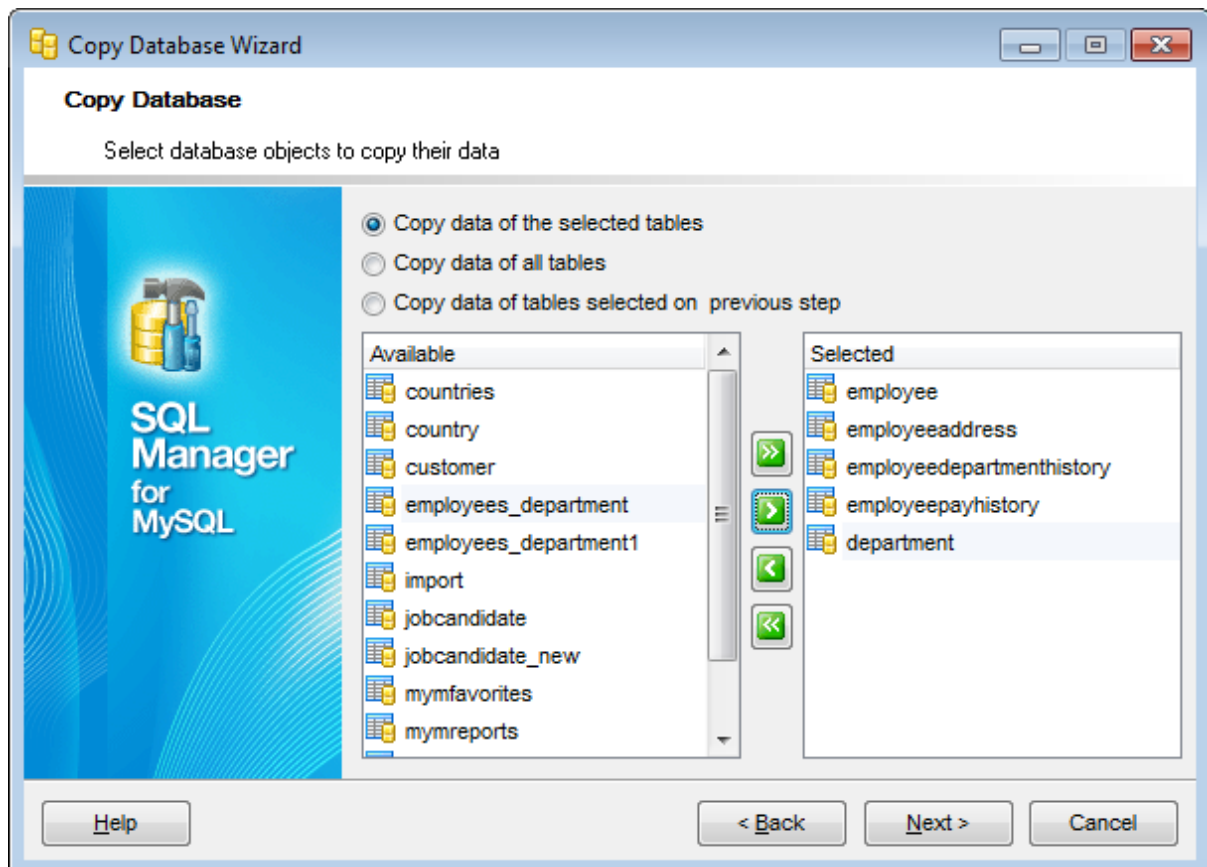 Copy Database Wizard
Copy Database
Select database objects to copy their data
SQL
Manager
for
MySQL
Copy data of the selected tables
Copy data of all tables
Copy data of tables selected on previous step
Available
countries
country
customer
employees_department
employees_department1
import
jobcandidate
jobcandidate_new
mymfavorites
mymreports
Selected
employee
employeeaddress
employeedepartmenthistory
employeepayhistory
department
Help
< Back
Next >
Cancel